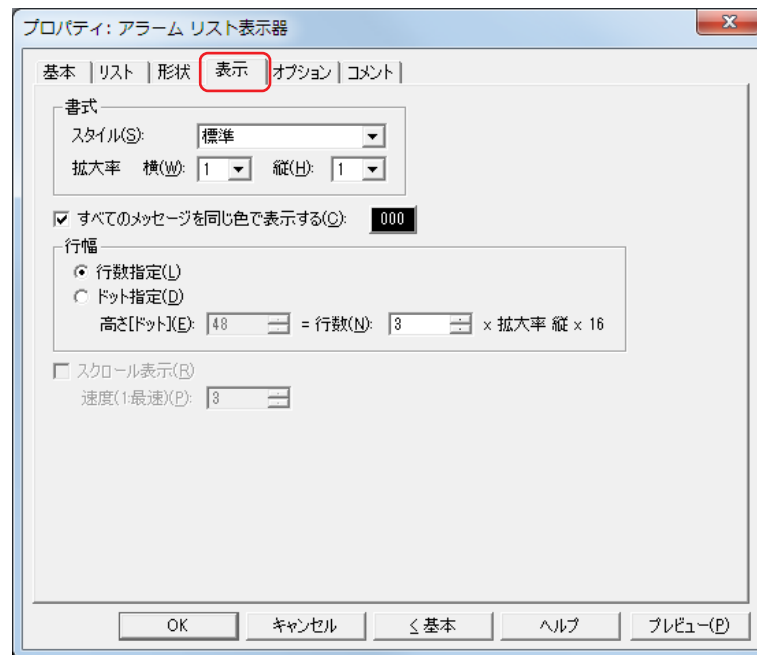 プロパティ: アラーム リスト表示器
基本 リスト 形状 表示 オプション コメント
書式
スタイル(S): 標準
拡大率 横(W): 1 縦(H): 1
すべてのメッセージを同じ色で表示する(C): 000
行幅
行数指定(L)
ドット指定(D)
高さ[ドット](E): 48 = 行数(N): 3 x 拡大率 縦 x 16
スクロール表示(R)
速度(1:最速)(P): 3
OK キャンセル < 基本 ヘルプ プレビュー(P)